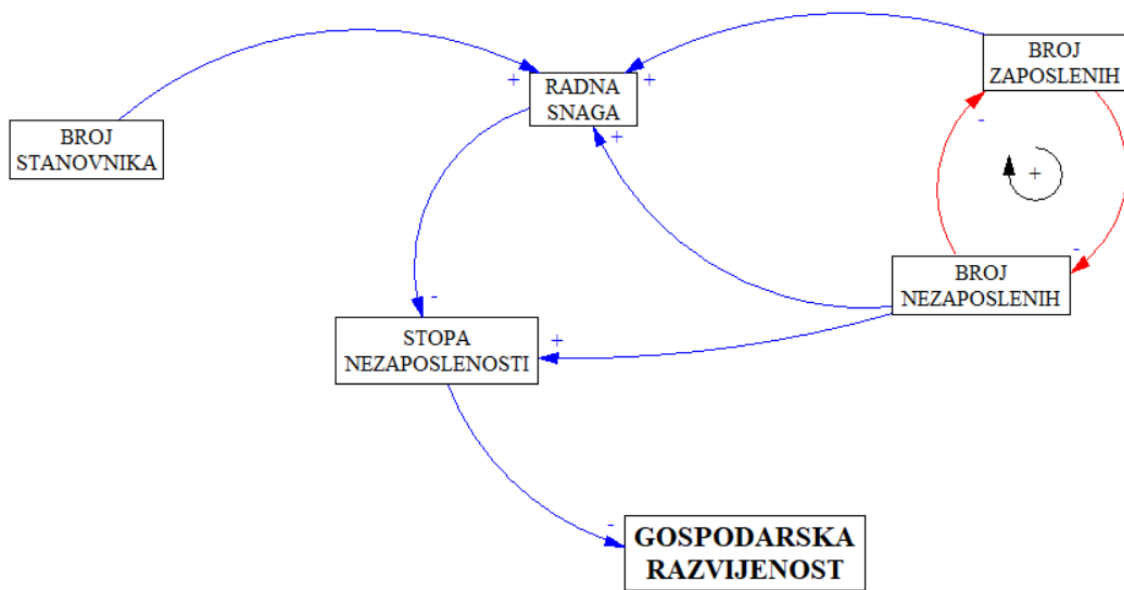 BROJ
ZAPOSLENIH
+
+
RADNA
SNAGA
+
-
BROJ
STANOVNIKA
+
-
BROJ
NEZAPOSLENIH
-
STOPA
NEZAPOSLENOSTI
+
-
GOSPODARSKA
RAZVIJENOST